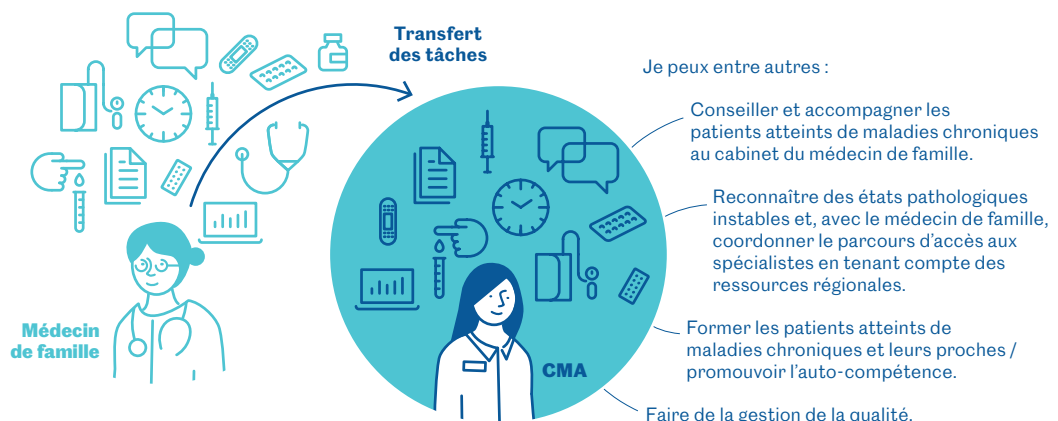 Transfert
des tâches
Médecin
de famille
CMA
Je peux entre autres :
Conseiller et accompagner les
patients atteints de maladies chroniques
au cabinet du médecin de famille.
Reconnaître des états pathologiques
instables et, avec le médecin de famille,
coordonner le parcours d’accès aux
spécialistes en tenant compte des
ressources régionales.
Former les patients atteints de
maladies chroniques et leurs proches /
promouvoir l’auto-compétence.
Faire de la gestion de la qualité.